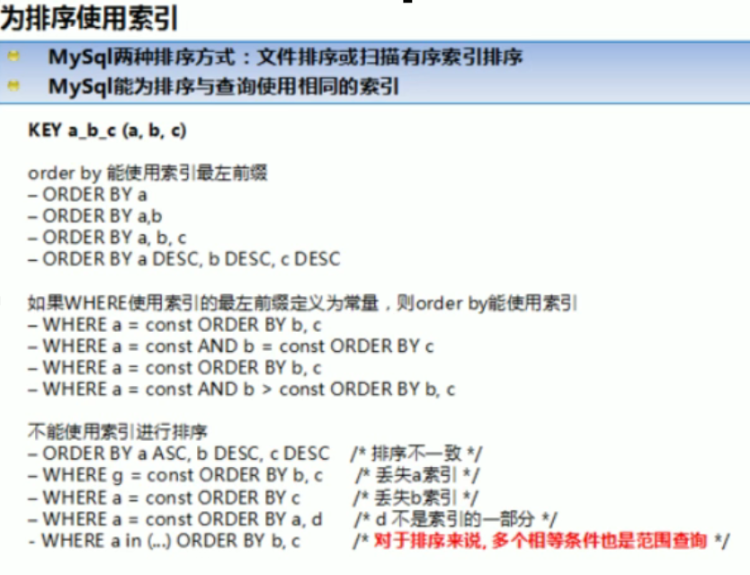 为排序使用索引
MySql两种排序方式：文件排序或扫描有序索引排序
MySql能为排序与查询使用相同的索引
KEY a_b_c (a, b, c)
order by 能使用索引最左前缀
– ORDER BY a
– ORDER BY a,b
– ORDER BY a, b, c
– ORDER BY a DESC, b DESC, c DESC
如果WHERE使用索引的最左前缀定义为常量，则order by能使用索引
– WHERE a = const ORDER BY b, c
– WHERE a = const AND b = const ORDER BY c
– WHERE a = const ORDER BY b, c
– WHERE a = const AND b > const ORDER BY b, c
不能使用索引进行排序
– ORDER BY a ASC, b DESC, c DESC /* 排序不一致 */
– WHERE g = const ORDER BY b, c /* 丢失a索引 */
– WHERE a = const ORDER BY c /* 丢失b索引 */
– WHERE a = const ORDER BY a, d /* d 不是索引的一部分 */
- WHERE a in (...) ORDER BY b, c /* 对于排序来说, 多个相等条件也是范围查询 */